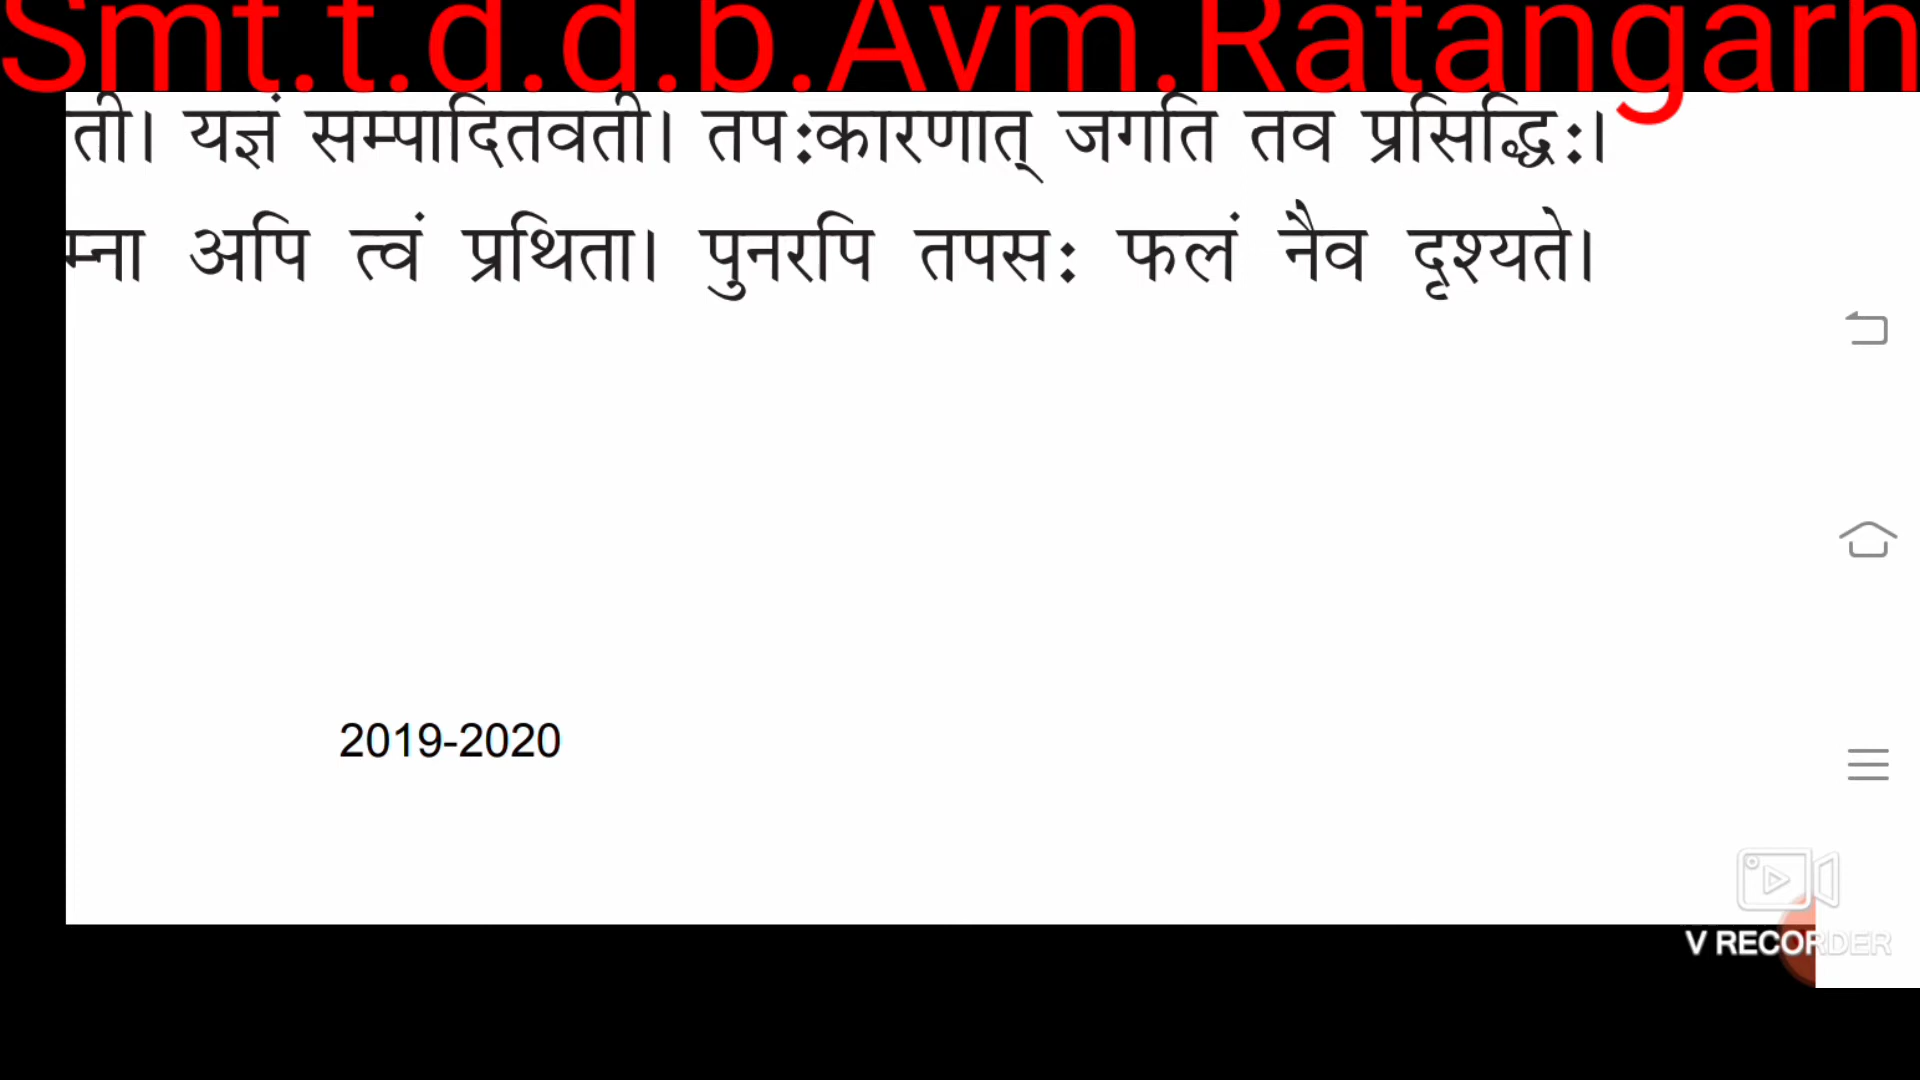 Smt.t.d.d.b.Avm.Ratangarh
ती। यज्ञं सम्पादितवती। तपःकारणात् जगति तव प्रसिद्धिः।
म्ना अपि त्वं प्रथिता। पुनरपि तपसः फलं नैव दृश्यते।
2019-2020
V RECORDER